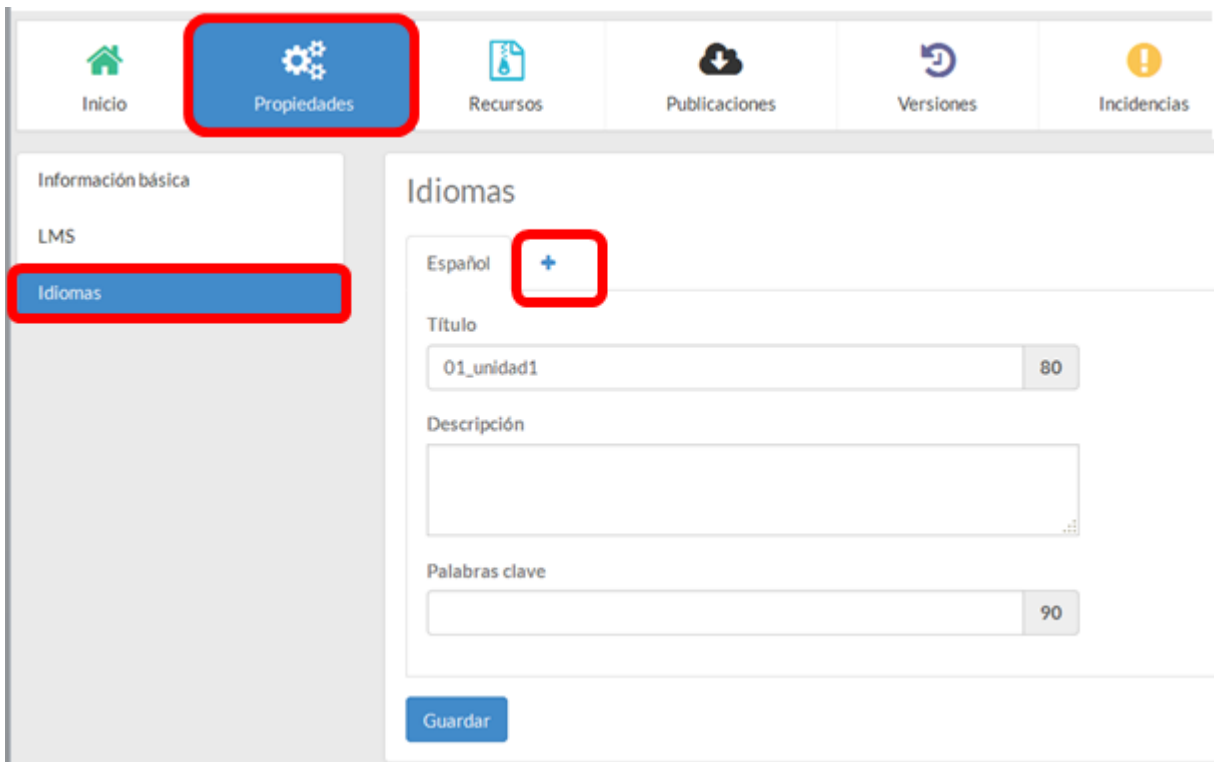 Inicio
Propiedades
Recursos
Publicaciones
Versiones
Incidencias
Información básica
LMS
Idiomas
Idiomas
Español
Título
01_unidad1
80
Descripción
Palabras clave
90
Guardar